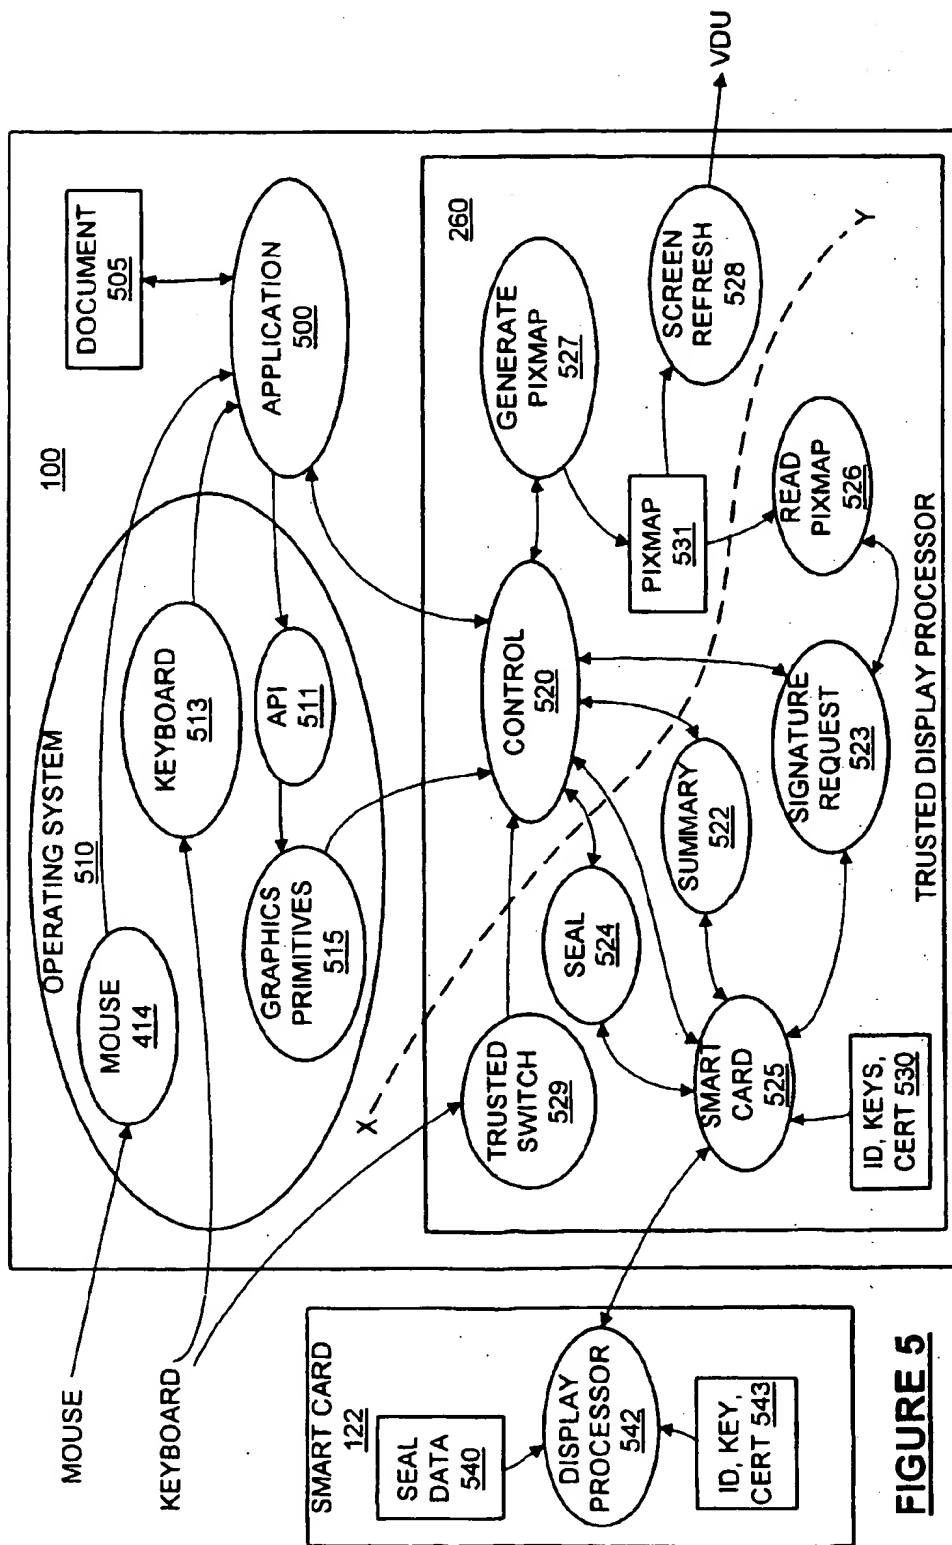 MOUSE
KEYBOARD
VDU
100
OPERATING SYSTEM
510
MOUSE
414
KEYBOARD
513
GRAPHICS
PRIMITIVES
515
API
511
APPLICATION
500
DOCUMENT
505
X
260
TRUSTED
SWITCH
529
CONTROL
520
GENERATE
PIXMAP
527
SEAL
524
PIXMAP
531
SCREEN
REFRESH
528
Y
SMART
CARD
525
SUMMARY
522
SIGNATURE
REQUEST
523
READ
PIXMAP
526
ID, KEYS,
CERT 530
TRUSTED DISPLAY PROCESSOR
SMART CARD
122
SEAL
DATA
540
DISPLAY
PROCESSOR
542
ID, KEY,
CERT 543
FIGURE 5